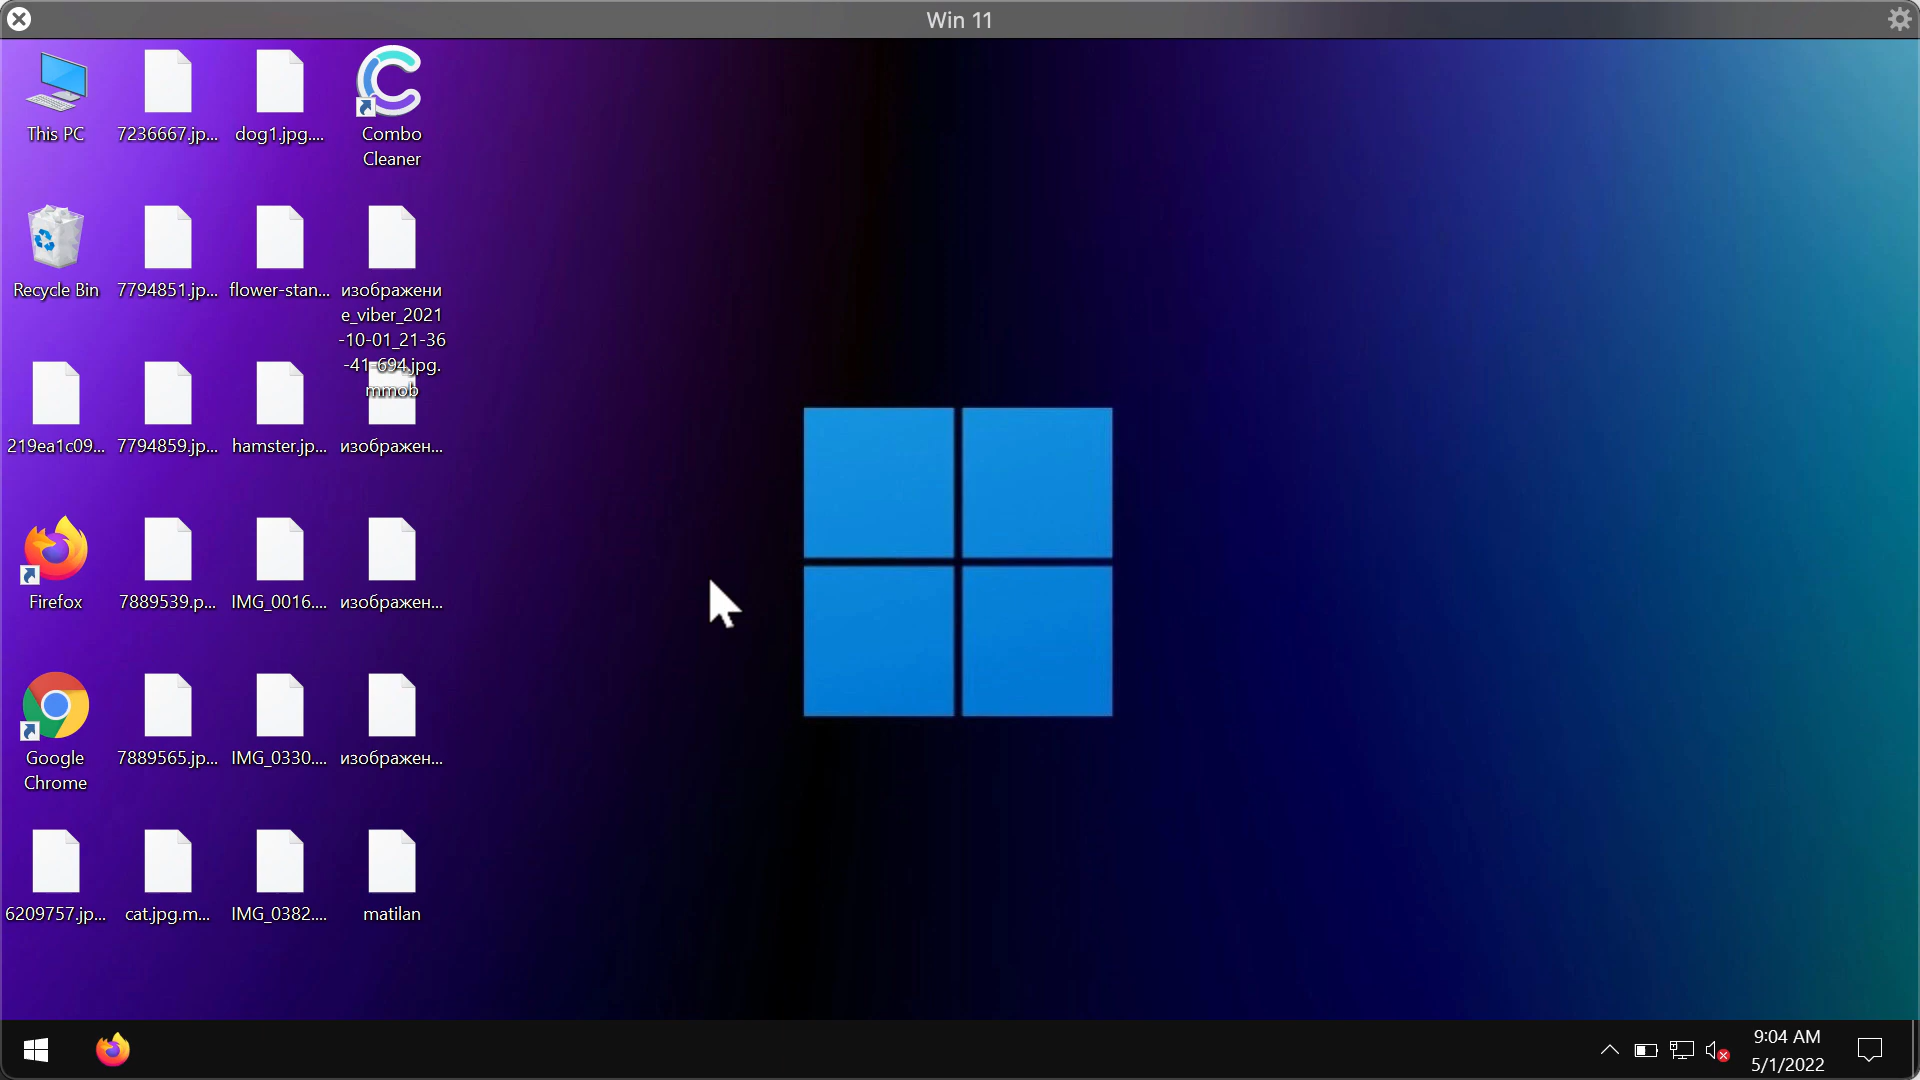 Win 11
This PC
7236667.jp...
dog1.jpg....
Combo
Cleaner
Recycle Bin
7794851.jp...
flower-stan...
изображени
e_viber_2021
-10-01_21-36
-41-694.jpg.
mmob
219ea1c09...
7794859.jp...
hamster.jp...
изображен...
Firefox
7889539.p...
IMG_0016....
изображен...
Google
Chrome
7889565.jp...
IMG_0330....
изображен...
6209757.jp...
cat.jpg.m...
IMG_0382....
matilan
9:04 AM
5/1/2022